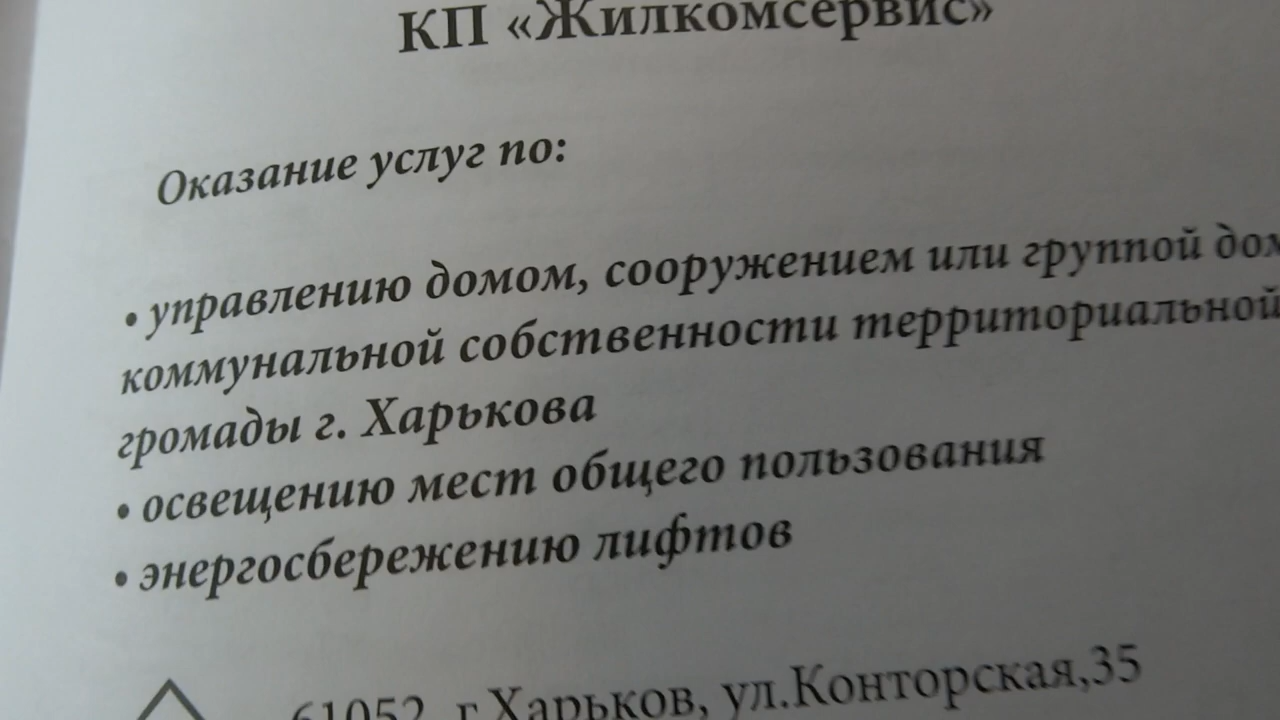 КП «Жилкомсервис»
Оказание услуг по:
• управлению домом, сооружением или группой
коммунальной собственности территориальной
громады г. Харькова
• освещению мест общего пользования
• энергосбережению лифтов
61052, г.Харьков, ул.Конторская,35